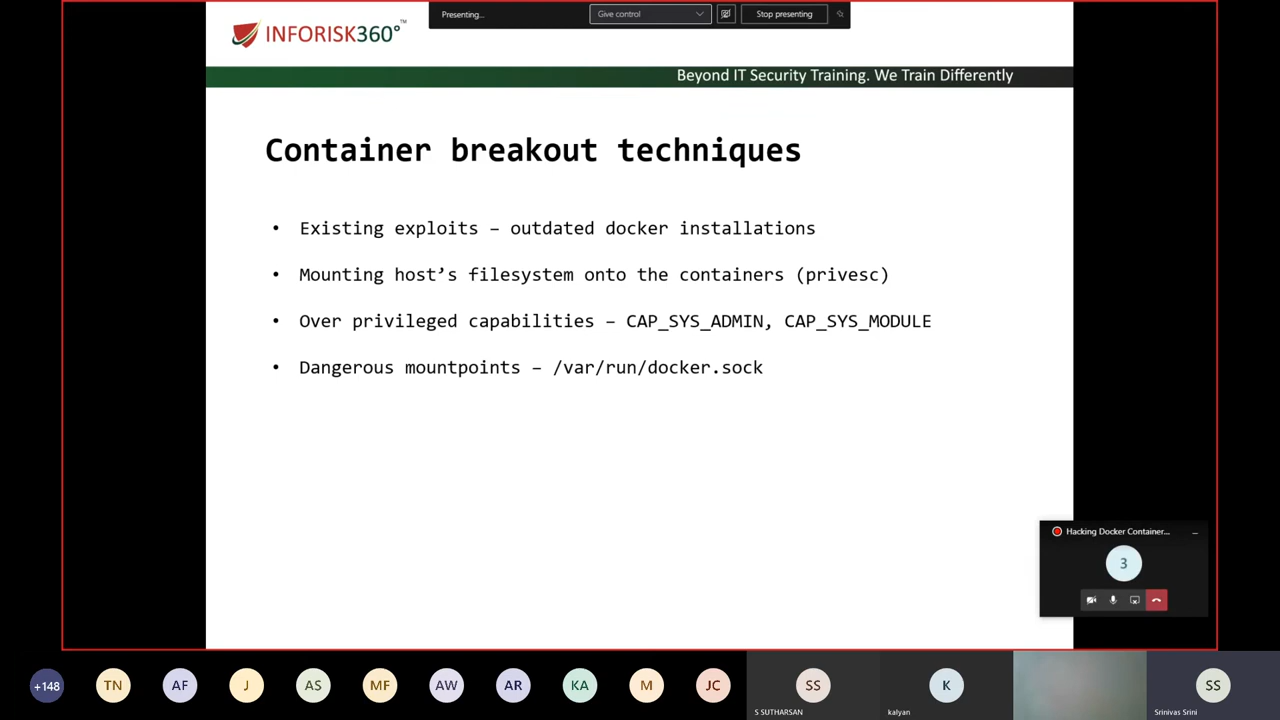 Presenting...
Give control
Stop presenting
INFORISK360°™
Beyond IT Security Training. We Train Differently
Container breakout techniques
• Existing exploits – outdated docker installations
• Mounting host's filesystem onto the containers (privesc)
• Over privileged capabilities – CAP_SYS_ADMIN, CAP_SYS_MODULE
• Dangerous mountpoints – /var/run/docker.sock
Hacking Docker Container...
3
+148
TN
AF
J
AS
MF
AW
AR
KA
M
JC
SS
K
SS
S SUTHARSAN
kalyan
Srinivas Srini